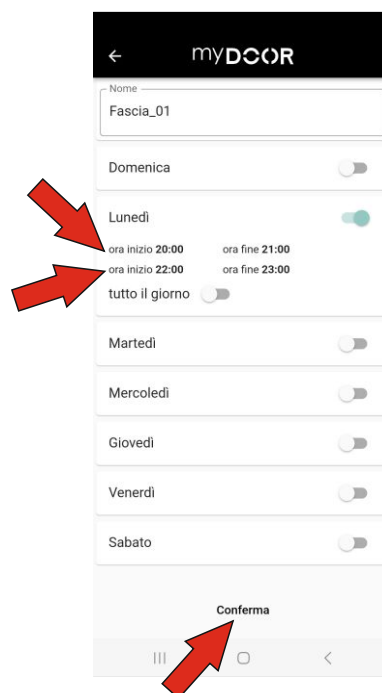 myDOOR
Nome
Fascia_01
Domenica
Lunedì
ora inizio 20:00 ora fine 21:00
ora inizio 22:00 ora fine 23:00
tutto il giorno
Martedì
Mercoledì
Giovedì
Venerdì
Sabato
Conferma